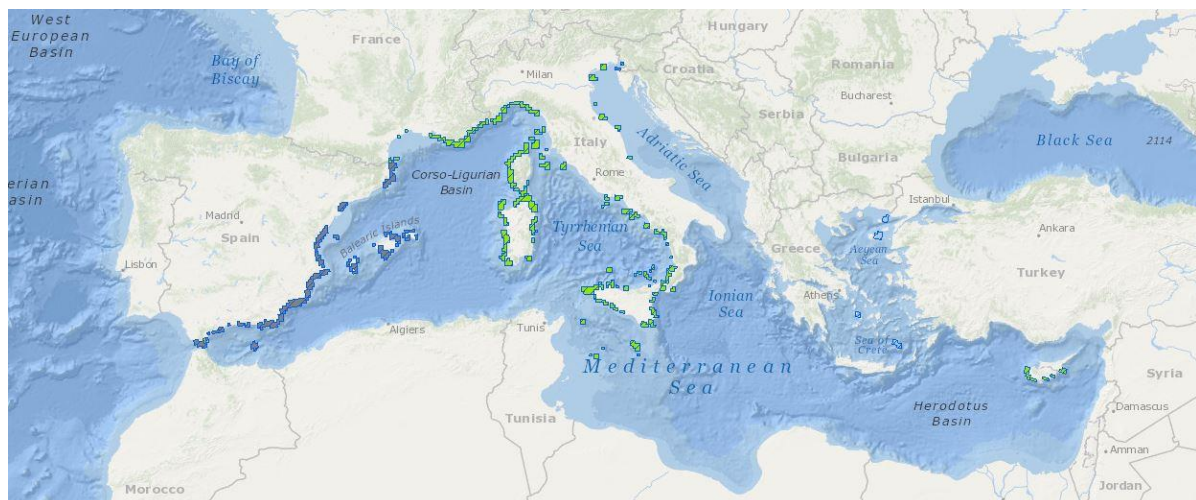 West
European
Basin
Bay of
Biscay
France
Hungary
Milan
Croatia
Romania
Bucharest
Serbia
Italy
Adriatic Sea
Black Sea
2114
Bulgaria
Corso-Ligurian
Basin
Rome
erian
asin
Madrid
Spain
Balearic Islands
Tyrrhenian
Sea
Istanbul
Ankara
Greece
Aegean
Sea
Lisbon
Turkey
Athens
Ionian
Sea
Algiers
Tunis
Sea of
Crete
Mediterranean
Sea
Syria
Tunisia
Herodotus
Basin
Damascus
Amman
Morocco
Jordan